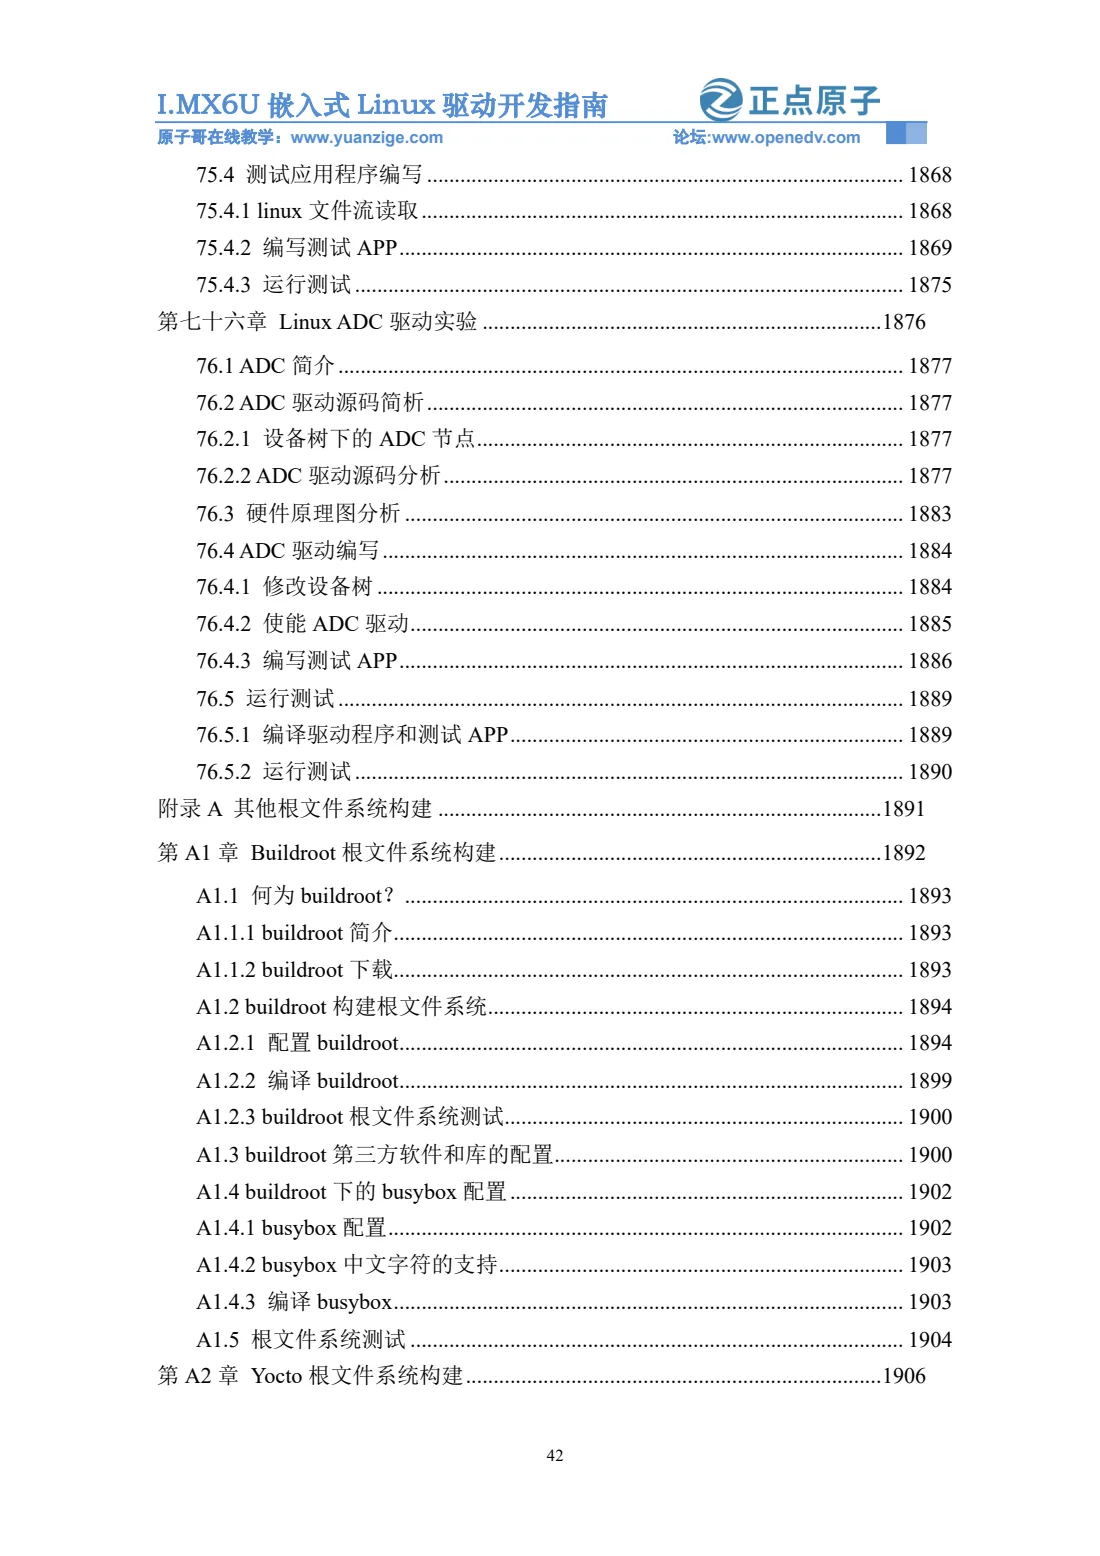 I.MX6U 嵌入式 Linux 驱动开发指南
正点原子
原子哥在线教学：www.yuanzige.com 论坛:www.openedv.com
75.4 测试应用程序编写 1868
75.4.1 linux 文件流读取 1868
75.4.2 编写测试 APP 1869
75.4.3 运行测试 1875
第七十六章 Linux ADC 驱动实验 1876
76.1 ADC 简介 1877
76.2 ADC 驱动源码简析 1877
76.2.1 设备树下的 ADC 节点 1877
76.2.2 ADC 驱动源码分析 1877
76.3 硬件原理图分析 1883
76.4 ADC 驱动编写 1884
76.4.1 修改设备树 1884
76.4.2 使能 ADC 驱动 1885
76.4.3 编写测试 APP 1886
76.5 运行测试 1889
76.5.1 编译驱动程序和测试 APP 1889
76.5.2 运行测试 1890
附录 A 其他根文件系统构建 1891
第 A1 章 Buildroot 根文件系统构建 1892
A1.1 何为 buildroot？ 1893
A1.1.1 buildroot 简介 1893
A1.1.2 buildroot 下载 1893
A1.2 buildroot 构建根文件系统 1894
A1.2.1 配置 buildroot 1894
A1.2.2 编译 buildroot 1899
A1.2.3 buildroot 根文件系统测试 1900
A1.3 buildroot 第三方软件和库的配置 1900
A1.4 buildroot 下的 busybox 配置 1902
A1.4.1 busybox 配置 1902
A1.4.2 busybox 中文字符的支持 1903
A1.4.3 编译 busybox 1903
A1.5 根文件系统测试 1904
第 A2 章 Yocto 根文件系统构建 1906
42